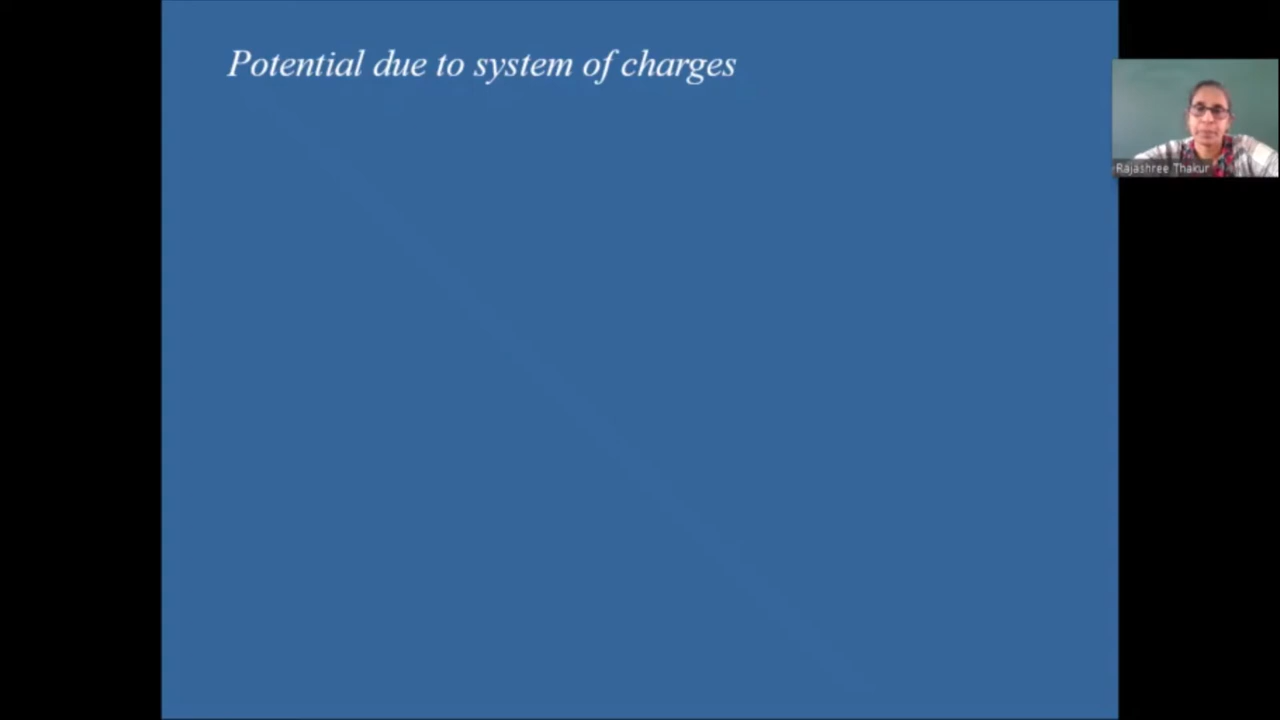 Potential due to system of charges
Rajashree Thakur